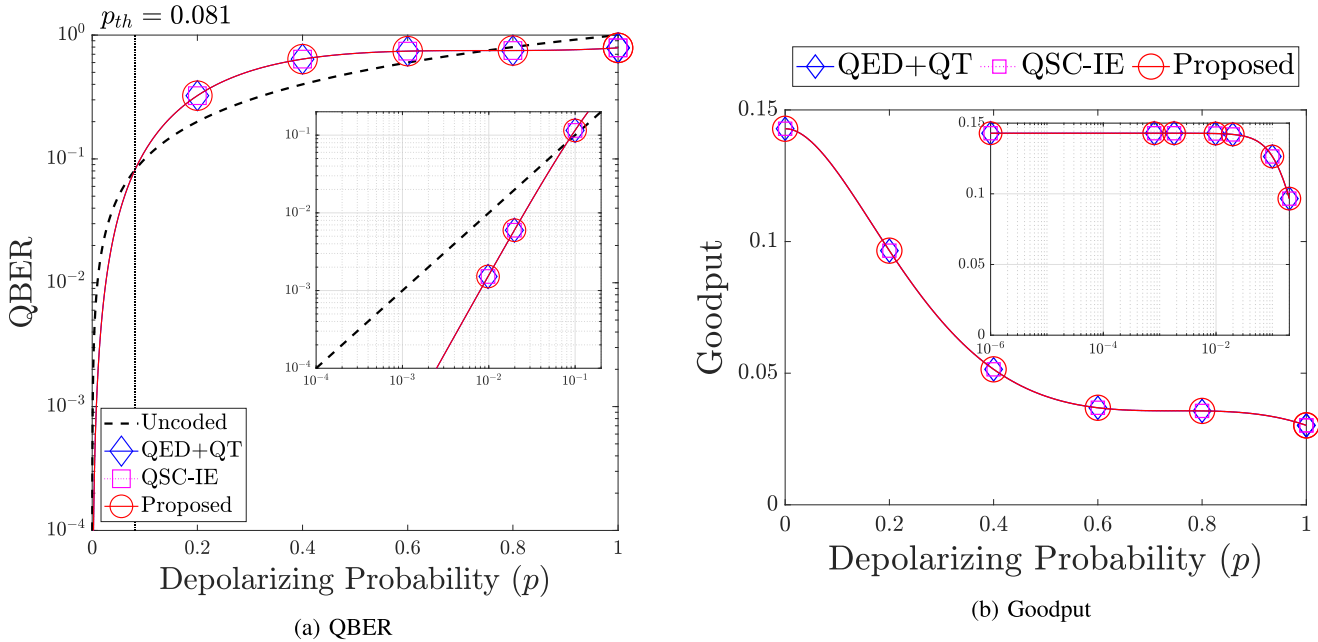 p_th = 0.081
10^0
10^-1
10^-2
10^-3
10^-4
QBER
10^-1
10^-2
10^-3
10^-4
10^-4
10^-3
10^-2
10^-1
Uncoded
QED+QT
QSC-IE
Proposed
0
0.2
0.4
0.6
0.8
1
Depolarizing Probability (p)
(a) QBER
QED+QT
QSC-IE
Proposed
0.15
0.1
0.05
0
Goodput
0.15
0.1
0.05
0
10^-6
10^-4
10^-2
0
0.2
0.4
0.6
0.8
1
Depolarizing Probability (p)
(b) Goodput